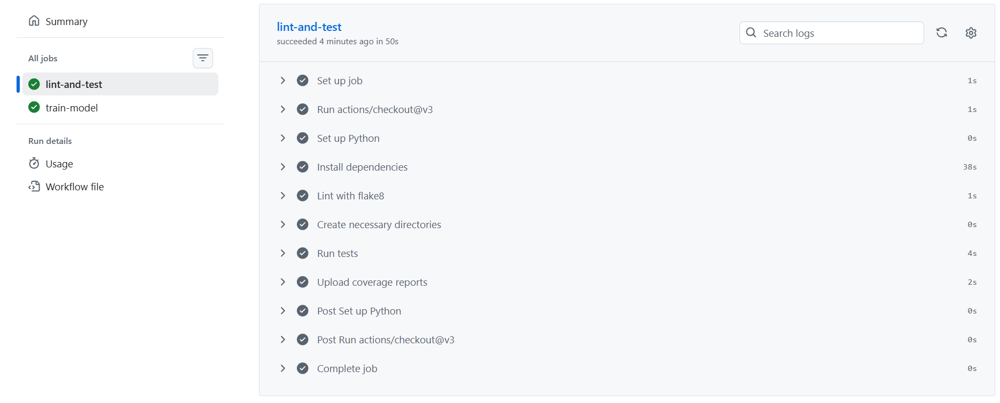 Summary
All jobs
lint-and-test
train-model
Run details
Usage
Workflow file
lint-and-test
succeeded 4 minutes ago in 50s
Search logs
Set up job 1s
Run actions/checkout@v3 1s
Set up Python 0s
Install dependencies 38s
Lint with flake8 1s
Create necessary directories 0s
Run tests 4s
Upload coverage reports 2s
Post Set up Python 0s
Post Run actions/checkout@v3 0s
Complete job 0s